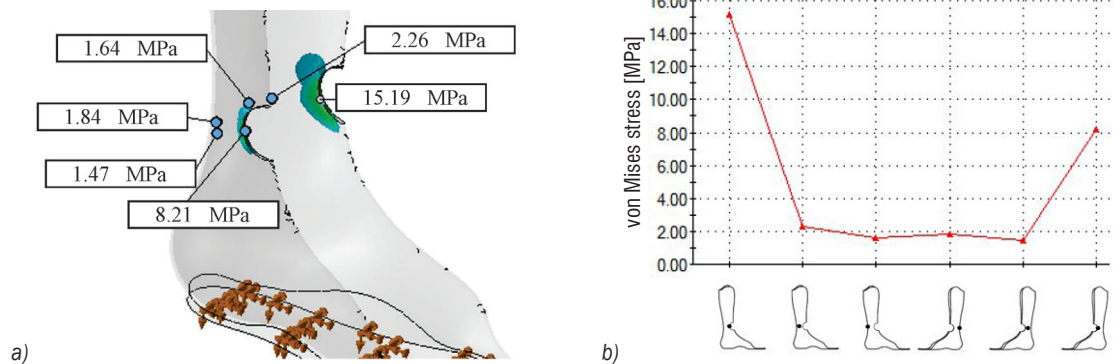 1.64 MPa
2.26 MPa
15.19 MPa
1.84 MPa
1.47 MPa
8.21 MPa
a)
von Mises stress [MPa]
16.00
14.00
12.00
10.00
8.00
6.00
4.00
2.00
0.00
b)